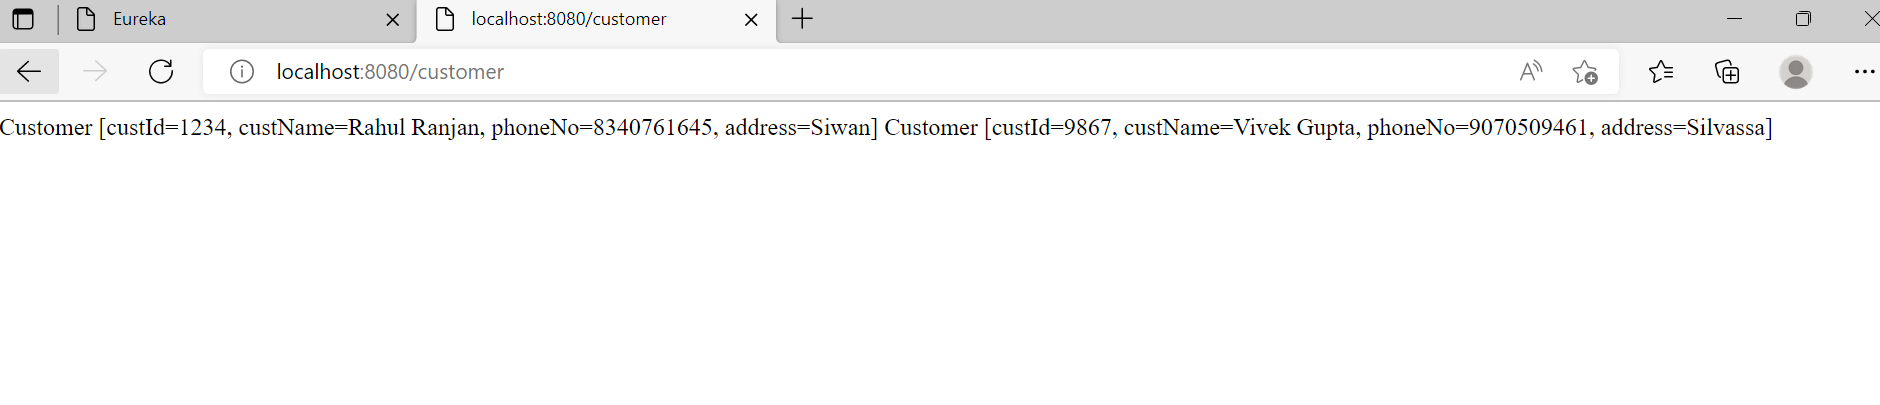 Eureka
localhost:8080/customer
localhost:8080/customer
Customer [custId=1234, custName=Rahul Ranjan, phoneNo=8340761645, address=Siwan] Customer [custId=9867, custName=Vivek Gupta, phoneNo=9070509461, address=Silvassa]